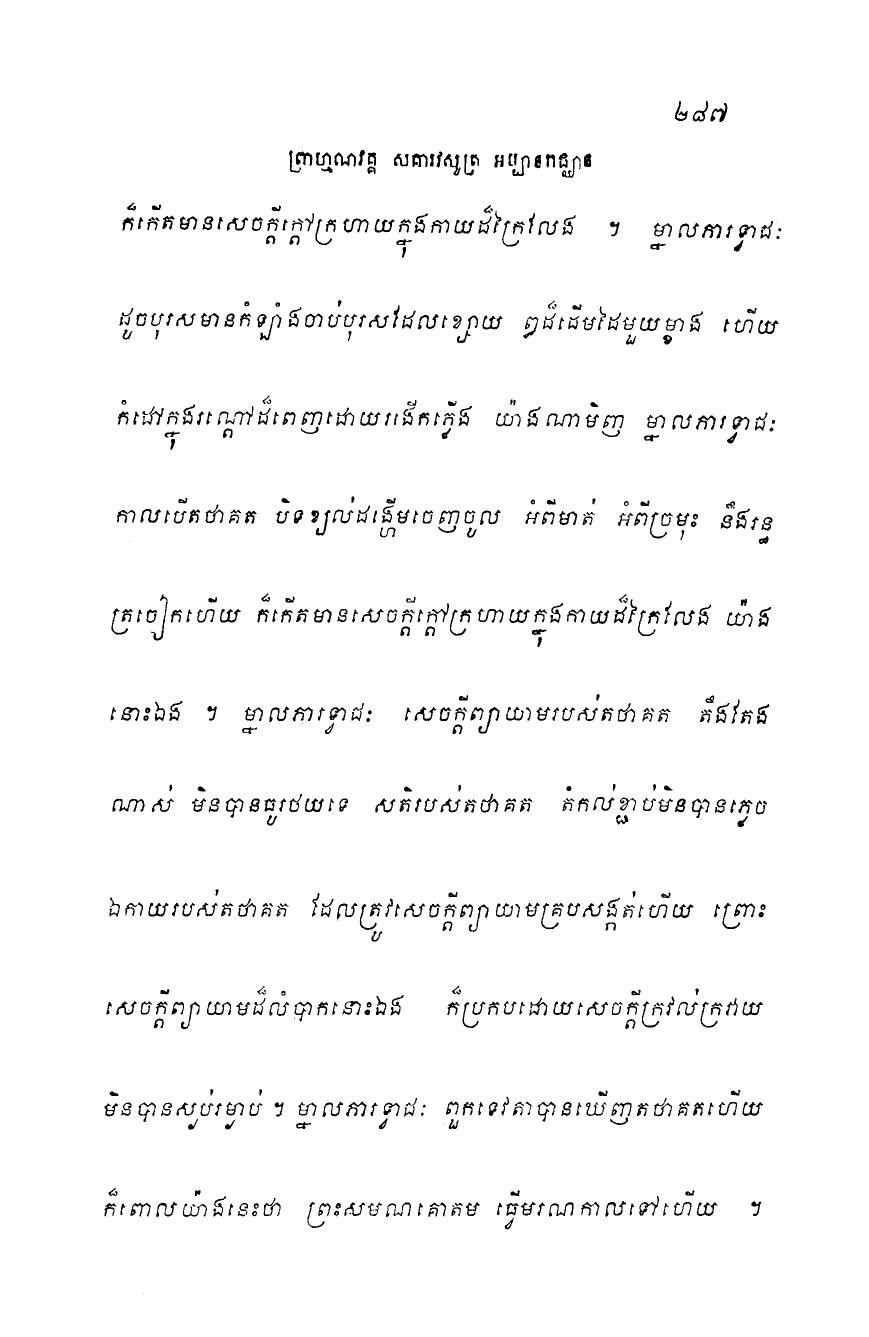 ២៨៧
ព្រាហ្មណវគ្គ សគារវសូត្រ អប្បានកជ្ឈាន
ក៏កើតមានសេចក្តីក្តៅក្រហាយក្នុងកាយដ៏ក្រៃលែង ។ ម្នាលភារទ្វាជៈ
ដូចបុរសមានកំឡាំងចាប់បុរសដែលខ្សោយ ឰដ៏ដើមដៃមួយម្ខាង ហើយ
កំដៅក្នុងរណ្តៅដ៏ពេញដោយរងើកភ្លើង យ៉ាងណាមិញ ម្នាលភារទ្វាជៈ
កាលបើតថាគត បិទខ្យល់ដង្ហើមចេញចូល អំពីមាត់ អំពីច្រមុះ នឹងរន្ធ
ត្រចៀកហើយ ក៏កើតមានសេចក្តីក្តៅក្រហាយក្នុងកាយដ៏ក្រៃលែង យ៉ាង
នោះឯង ។ ម្នាលភារទ្វាជៈ សេចក្តីព្យាយាមរបស់តថាគត តឹងតែង
ណាស់ មិនបានធូរថយទេ សតិរបស់តថាគត តំកល់ខ្ជាប់មិនបានភ្លេច
ឯកាយរបស់តថាគត ដែលត្រូវសេចក្តីព្យាយាមគ្របសង្កត់ហើយ ព្រោះ
សេចក្តីព្យាយាមដ៏លំបាកនោះឯង ក៏ប្រកបដោយសេចក្តីក្រវល់ក្រវាយ
មិនបានស្ងប់រម្ងាប់ ។ ម្នាលភារទ្វាជៈ ពួកទេវតាបានឃើញតថាគតហើយ
ក៏ពោលយ៉ាងនេះថា ព្រះសមណគោតម ធ្វើមរណកាលទៅហើយ ។